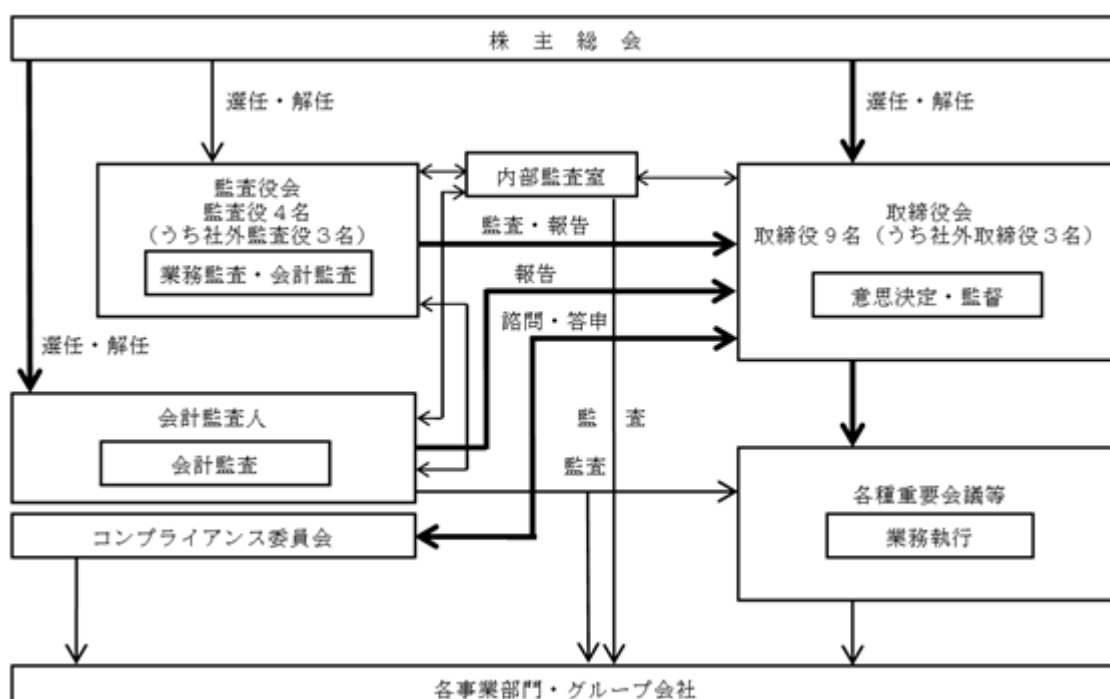 株 主 総 会
選任・解任
選任・解任
監査役会
監査役4名
(うち社外監査役3名)
業務監査・会計監査
内部監査室
取締役会
取締役9名(うち社外取締役3名)
意思決定・監督
監査・報告
報告
諮問・答申
選任・解任
会計監査人
会計監査
監 査
監査
各種重要会議等
業務執行
コンプライアンス委員会
各事業部門・グループ会社